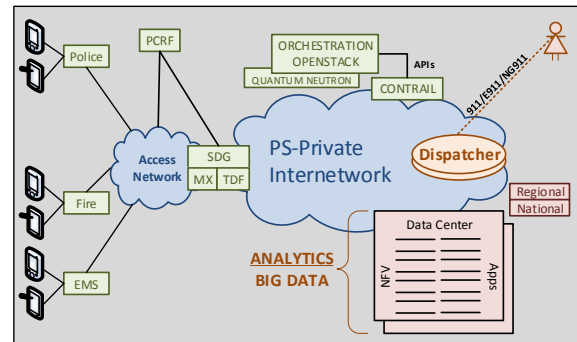 Police
PCRF
ORCHESTRATION
OPENSTACK
QUANTUM NEUTRON
APIs
CONTRAIL
911/E911/NG911
Access
Network
SDG
MX
TDF
PS-Private
Internetwork
Dispatcher
Fire
Regional
National
EMS
ANALYTICS
BIG DATA
Data Center
NFV
Apps